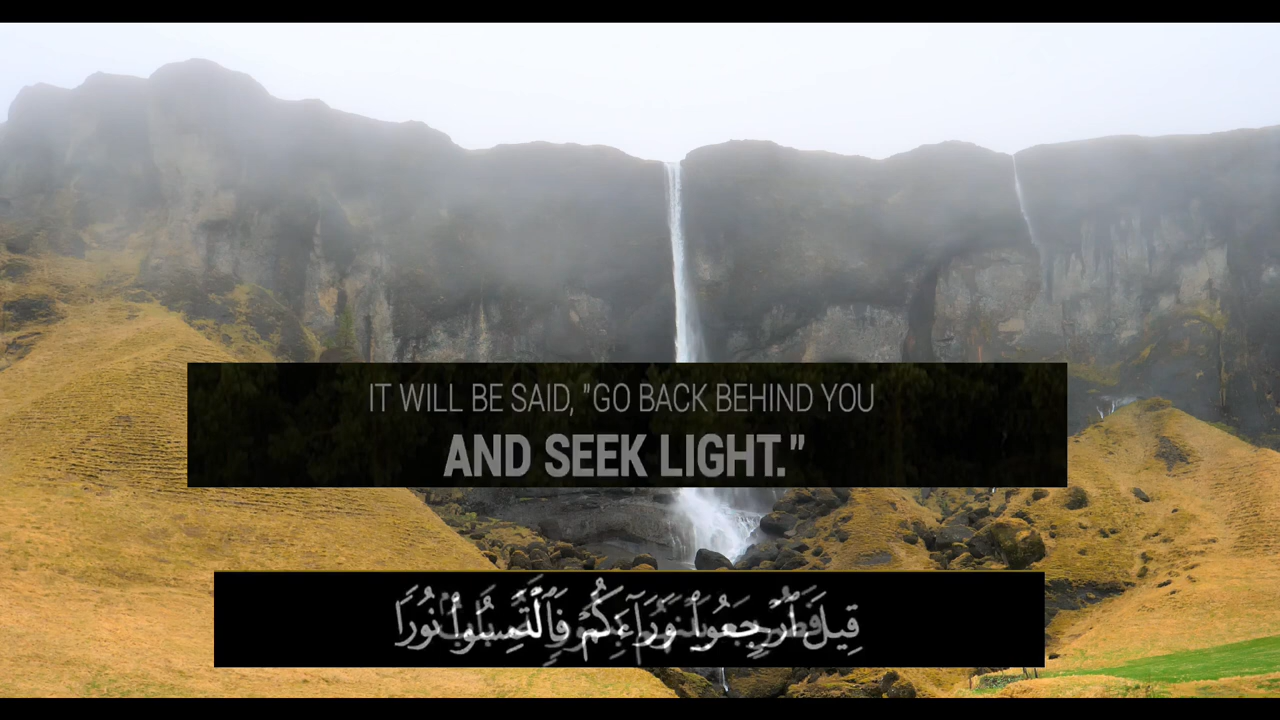 IT WILL BE SAID, "GO BACK BEHIND YOU
AND SEEK LIGHT.”
قِيلَ ٱرْجِعُوا۟ وَرَآءَكُمْ فَٱلْتَمِسُوا۟ نُورًا